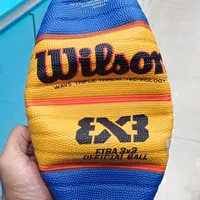 Wilson
WAVE TRIPLE THREAT TECHNOLOGY
3X3
FIBA 3x3
OFFICIAL BALL